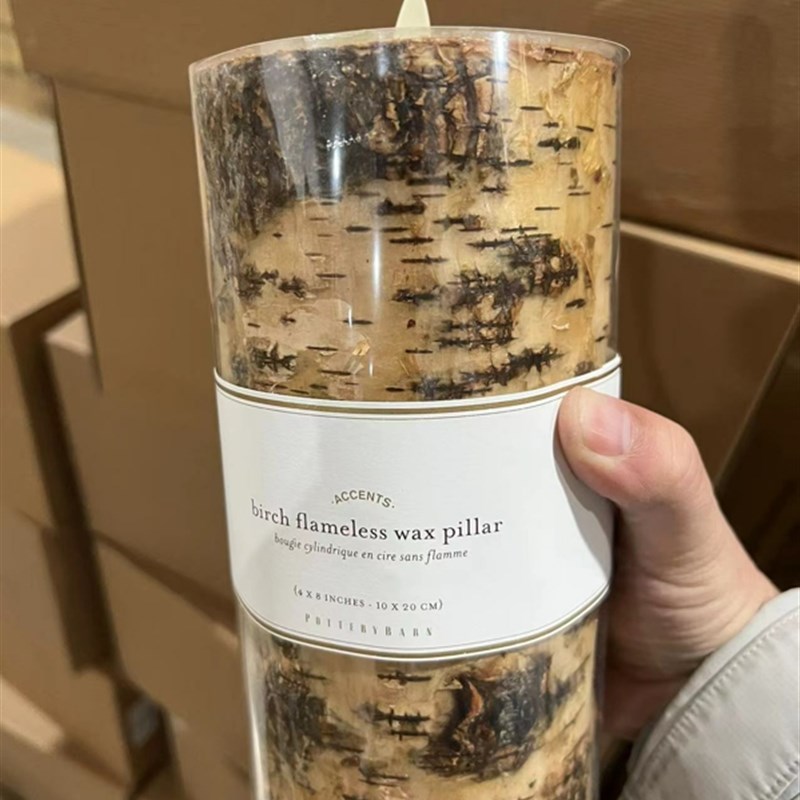 ·ACCENTS·
birch flameless wax pillar
bougie cylindrique en cire sans flamme
(4 X 8 INCHES - 10 X 20 CM)
POTTERYBARN